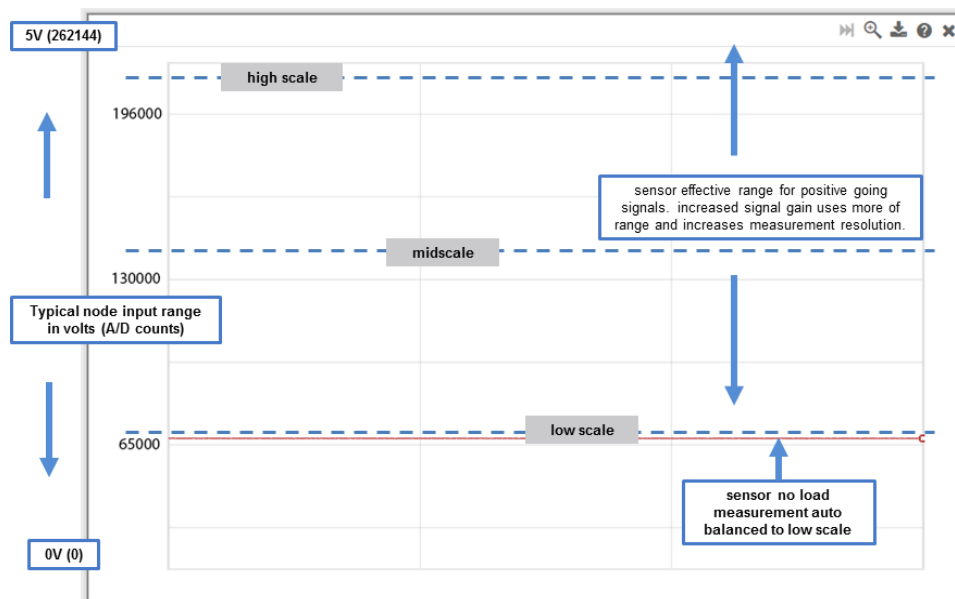 5V (262144)
high scale
196000
sensor effective range for positive going
signals. increased signal gain uses more of
range and increases measurement resolution.
midscale
130000
Typical node input range
in volts (A/D counts)
low scale
65000
sensor no load
measurement auto
balanced to low scale
0V (0)